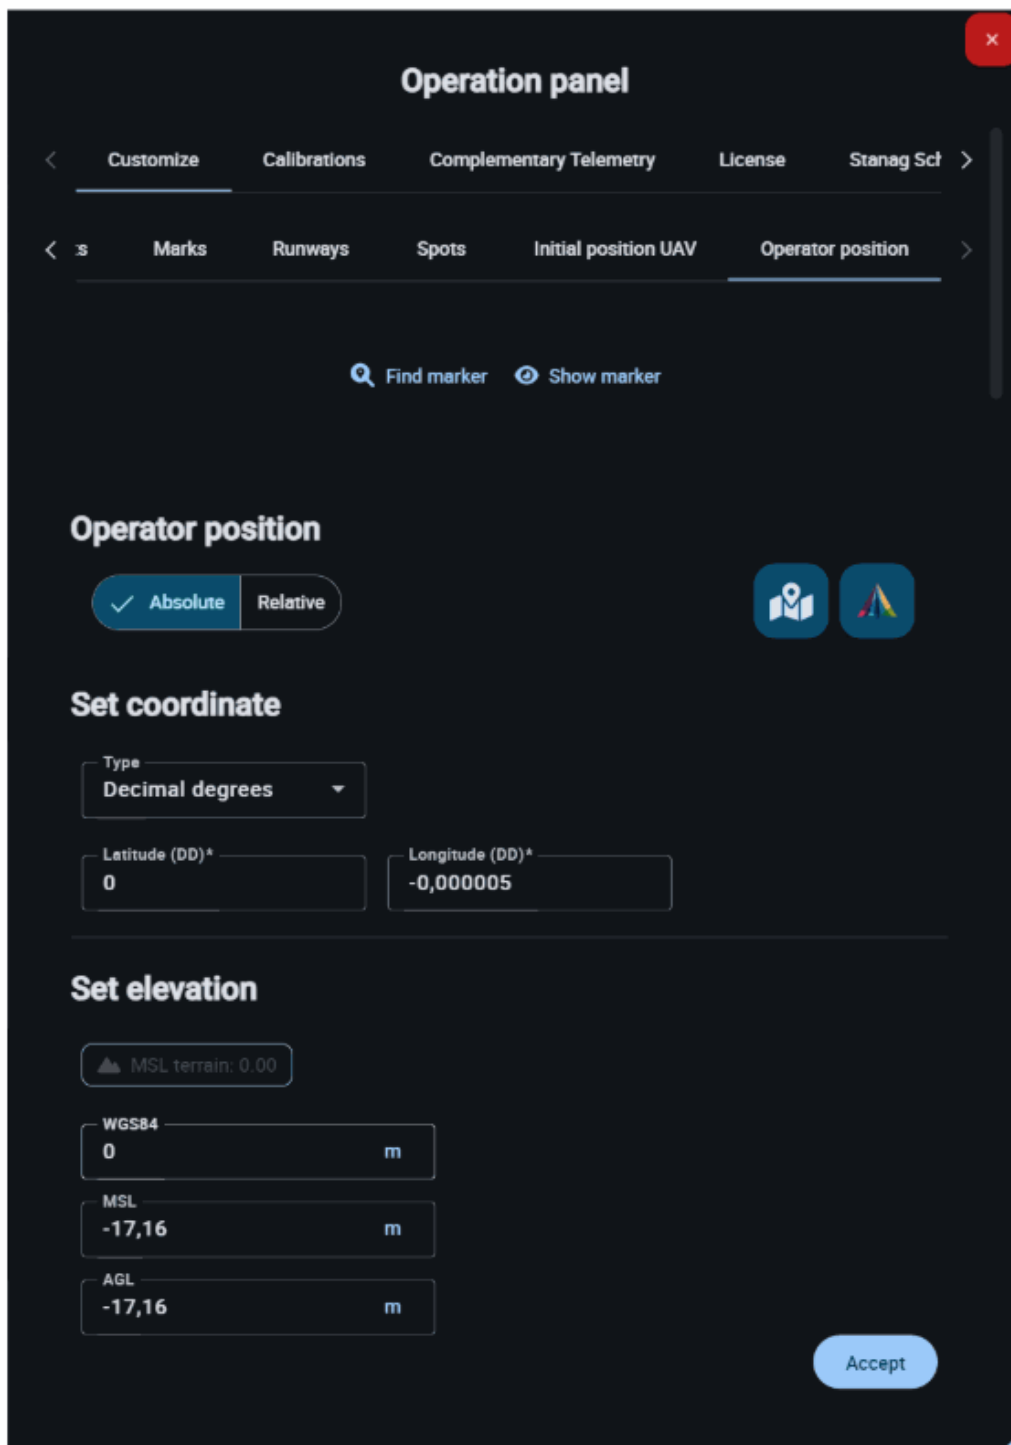 Operation panel
Customize Calibrations Complementary Telemetry License Stanag
Marks Runways Spots Initial position UAV Operator position
Find marker Show marker
Operator position
Absolute Relative
Set coordinate
Type
Decimal degrees
Latitude (DD)* Longitude (DD)*
0 -0,000005
Set elevation
MSL terrain: 0.00
WGS84
0 m
MSL
-17,16 m
AGL
-17,16 m
Accept